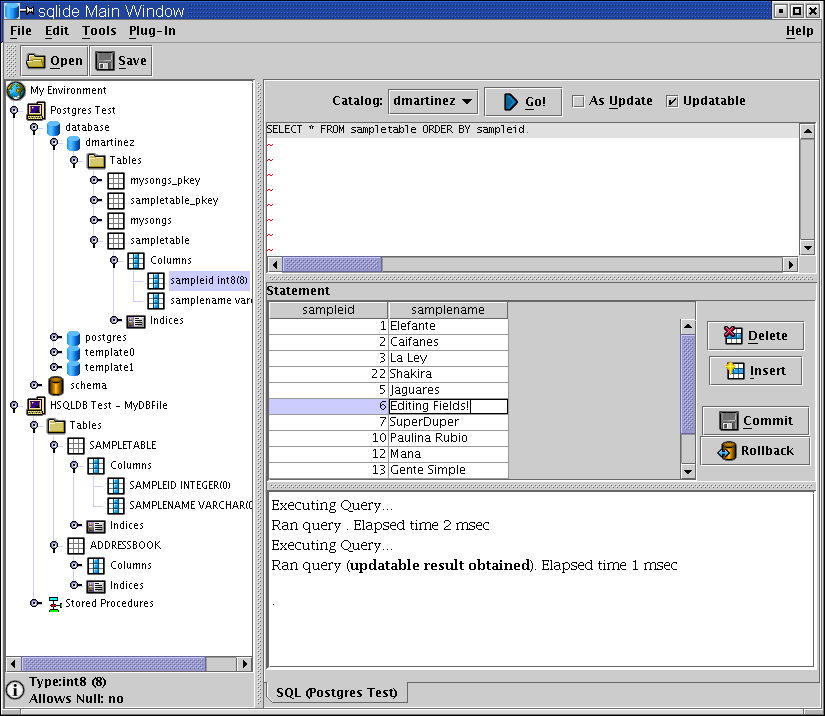 sqlide Main Window
File Edit Tools Plug-In Help
Open Save
My Environment
Postgres Test
database
dmartinez
Tables
mysongs_pkey
sampletable_pkey
mysongs
sampletable
Columns
sampleid int8(8)
samplename varc
Indices
postgres
template0
template1
schema
HSQLDB Test - MyDBFile
Tables
SAMPLETABLE
Columns
SAMPLEID INTEGER(0)
SAMPLENAME VARCHAR(0
Indices
ADDRESSBOOK
Columns
Indices
Stored Procedures
Type:int8 (8)
Allows Null: no
Catalog: dmartinez Go! As Update Updatable
SELECT * FROM sampletable ORDER BY sampleid.
~
~
~
~
~
~
~
~
Statement
sampleid samplename
1 Elefante
2 Caifanes
3 La Ley
22 Shakira
5 Jaguares
6 Editing Fields!
7 SuperDuper
10 Paulina Rubio
12 Mana
13 Gente Simple
Delete
Insert
Commit
Rollback
Executing Query...
Ran query . Elapsed time 2 msec
Executing Query...
Ran query (updatable result obtained). Elapsed time 1 msec
.
SQL (Postgres Test)